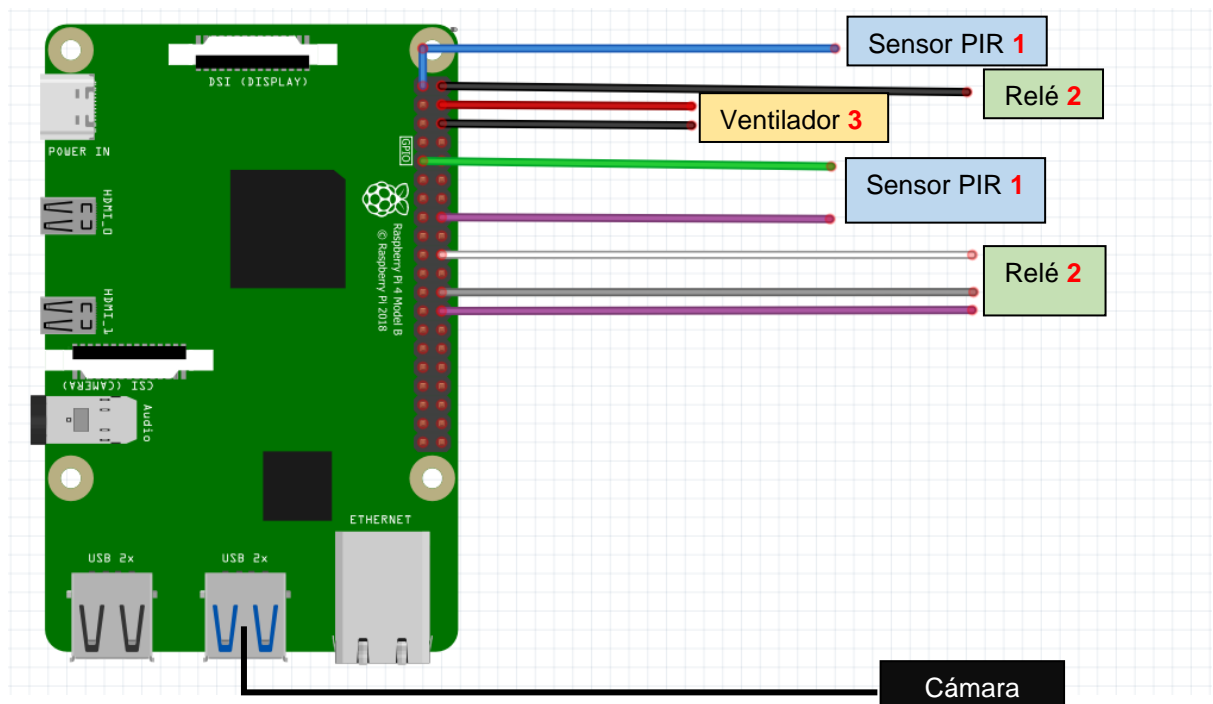 Sensor PIR 1
DSI (DISPLAY)
Relé 2
Ventilador 3
POWER IN
GPIO
Sensor PIR 1
HDMI_0
Raspberry Pi 4 Model B
© Raspberry Pi 2018
Relé 2
HDMI_1
CSI (CAMERA)
Audio
ETHERNET
USB 2x
USB 2x
Cámara